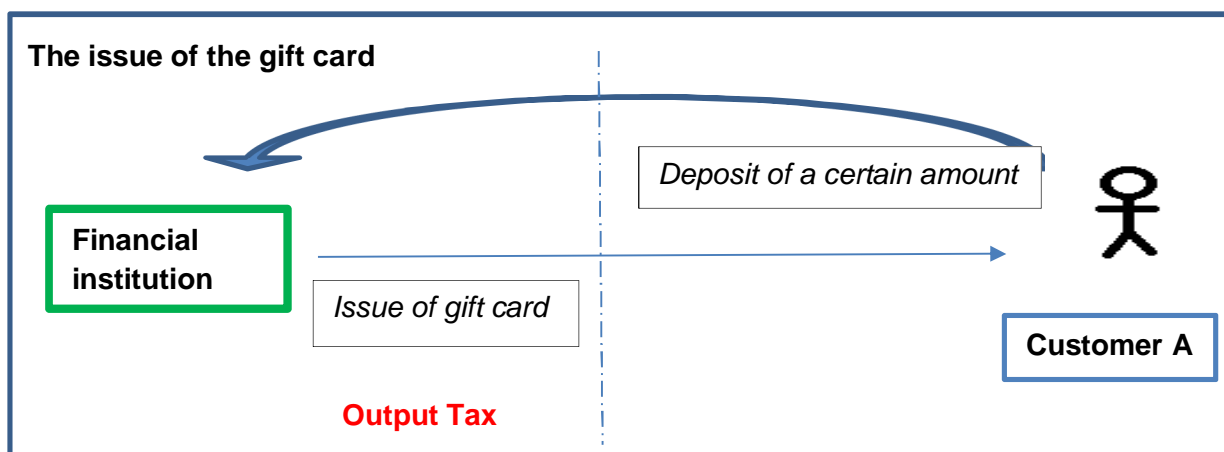 The issue of the gift card
Deposit of a certain amount
Financial
institution
Issue of gift card
Customer A
Output Tax